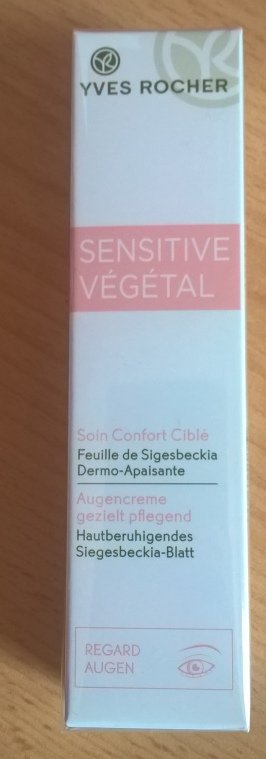 YVES ROCHER
SENSITIVE
VÉGÉTAL
Soin Confort Ciblé
Feuille de Sigesbeckia
Dermo-Apaisante
Augencreme
gezielt pflegend
Hautberuhigendes
Siegesbeckia-Blatt
REGARD
AUGEN